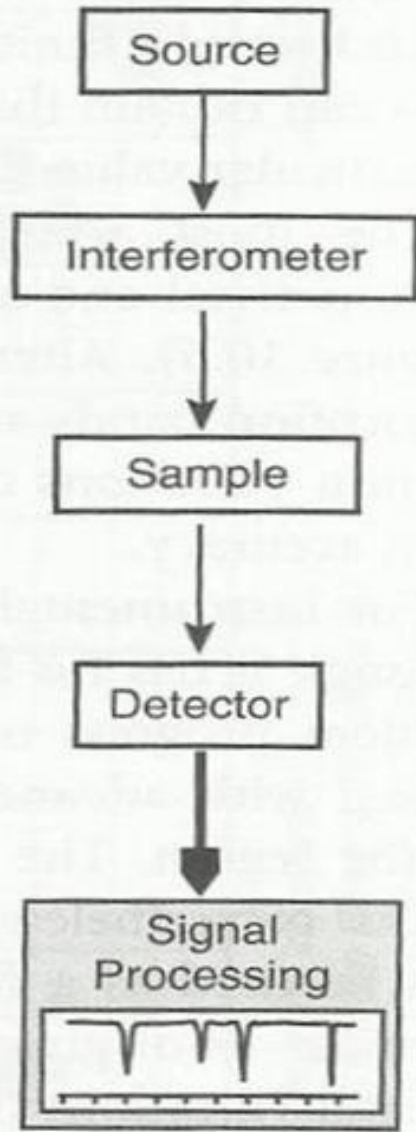 Source
Interferometer
Sample
Detector
Signal
Processing